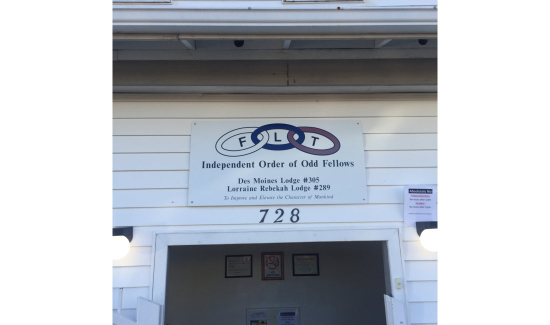 F L T
Independent Order of Odd Fellows
Des Moines Lodge #305
Lorraine Rebekah Lodge #289
To Improve and Elevate the Character of Mankind
728